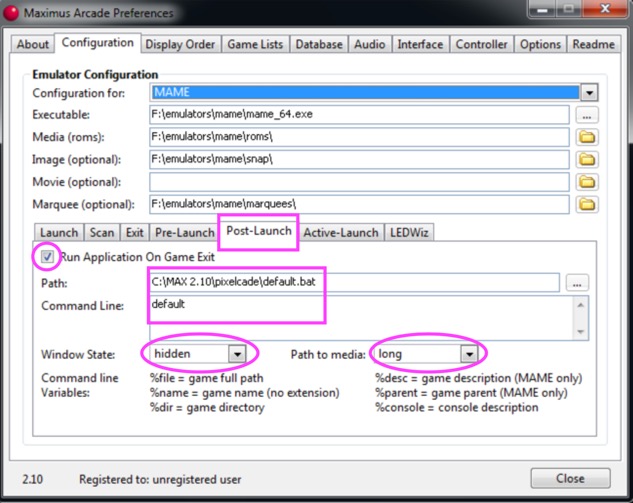 Maximus Arcade Preferences
About Configuration Display Order Game Lists Database Audio Interface Controller Options Readme
Emulator Configuration
Configuration for: MAME
Executable: F:\emulators\mame\mame_64.exe ...
Media (roms): F:\emulators\mame\roms\
Image (optional): F:\emulators\mame\snap\
Movie (optional):
Marquee (optional): F:\emulators\mame\marquees\
Launch Scan Exit Pre-Launch Post-Launch Active-Launch LEDWiz
Run Application On Game Exit
Path: C:\MAX 2.10\pixelcade\default.bat ...
Command Line: default
Window State: hidden Path to media: long
Command line %file = game full path %desc = game description (MAME only)
Variables: %name = game name (no extension) %parent = game parent (MAME only)
%dir = game directory %console = console description
2.10 Registered to: unregistered user Close